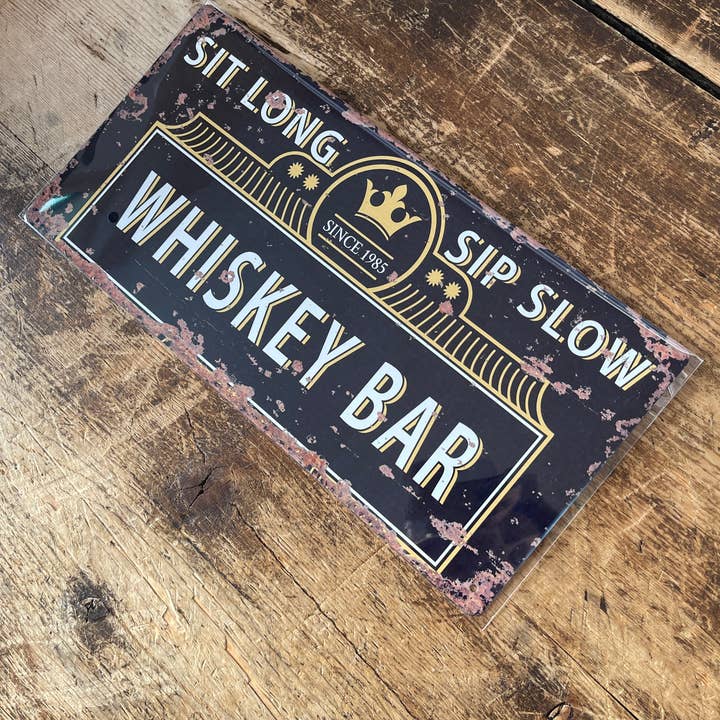 SIT LONG
SIP SLOW
SINCE 1985
WHISKEY BAR